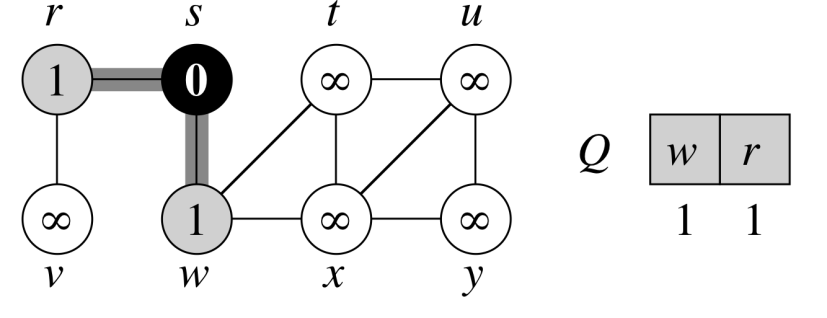 r s t u
1 0 ∞ ∞
Q w r
∞ 1 ∞ ∞
1 1
v w x y